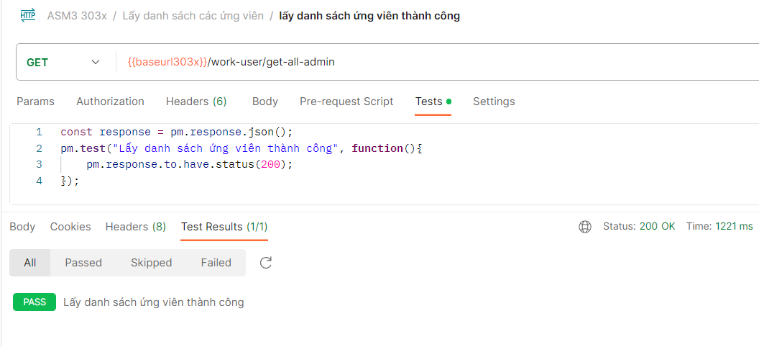 HTTP ASM3 303x / Lấy danh sách các ứng viên / lấy danh sách ứng viên thành công
GET {{baseurl303x}}/work-user/get-all-admin
Params Authorization Headers (6) Body Pre-request Script Tests Settings
1 const response = pm.response.json();
2 pm.test("Lấy danh sách ứng viên thành công", function(){
3 pm.response.to.have.status(200);
4 });
Body Cookies Headers (8) Test Results (1/1) Status: 200 OK Time: 1221 ms
All Passed Skipped Failed
PASS Lấy danh sách ứng viên thành công